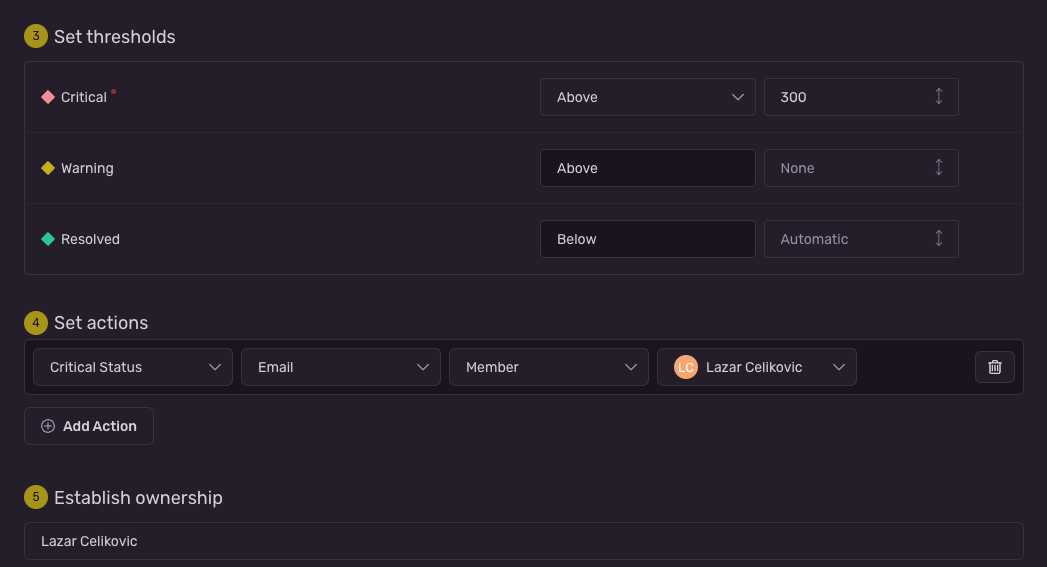 3 Set thresholds
Critical * Above 300
Warning Above None
Resolved Below Automatic
4 Set actions
Critical Status Email Member LC Lazar Celikovic
Add Action
5 Establish ownership
Lazar Celikovic